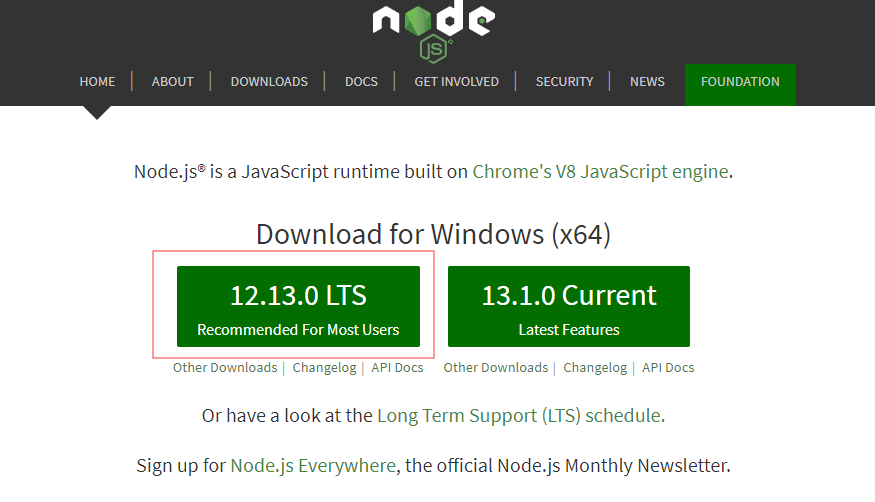 node
JS
HOME | ABOUT | DOWNLOADS | DOCS | GET INVOLVED | SECURITY | NEWS FOUNDATION
Node.js® is a JavaScript runtime built on Chrome's V8 JavaScript engine.
Download for Windows (x64)
12.13.0 LTS
Recommended For Most Users
13.1.0 Current
Latest Features
Other Downloads | Changelog | API Docs
Other Downloads | Changelog | API Docs
Or have a look at the Long Term Support (LTS) schedule.
Sign up for Node.js Everywhere, the official Node.js Monthly Newsletter.